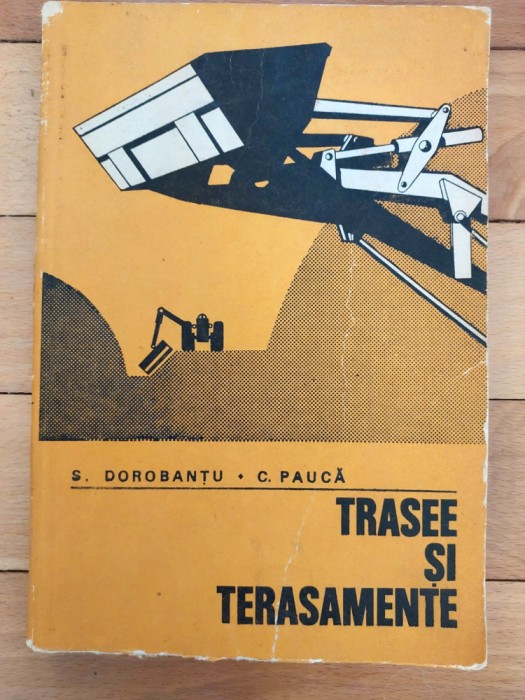 S. DOROBANȚU • C. PAUCĂ
TRASEE
ȘI
TERASAMENTE